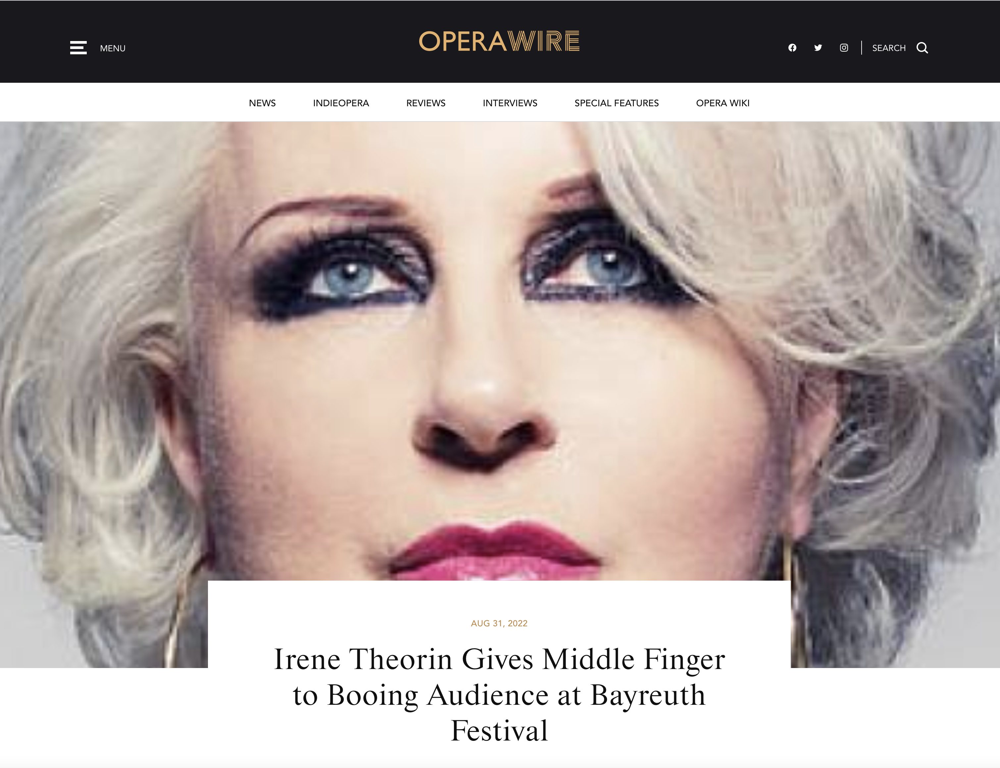 MENU
OPERAWIRE
SEARCH
NEWS INDIEOPERA REVIEWS INTERVIEWS SPECIAL FEATURES OPERA WIKI
AUG 31, 2022
Irene Theorin Gives Middle Finger
to Booing Audience at Bayreuth
Festival